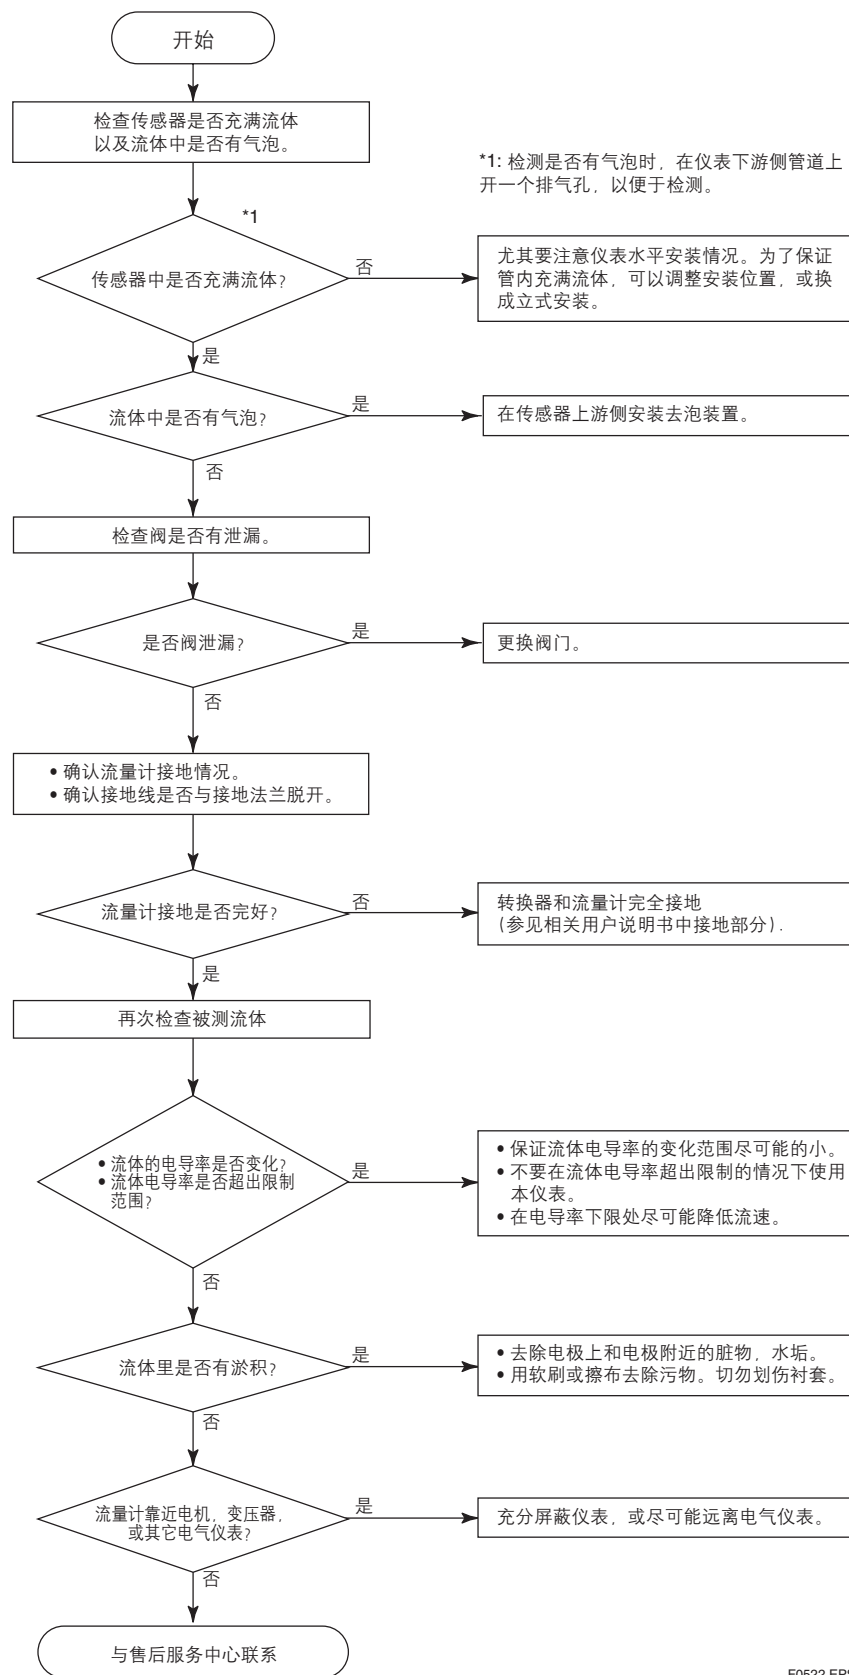 开始
检查传感器是否充满流体
以及流体中是否有气泡。
*1: 检测是否有气泡时，在仪表下游侧管道上
开一个排气孔，以便于检测。
*1
传感器中是否充满流体?
否
尤其要注意仪表水平安装情况。为了保证
管内充满流体，可以调整安装位置，或换
成立式安装。
是
流体中是否有气泡?
是
在传感器上游侧安装去泡装置。
否
检查阀是否有泄漏。
是否阀泄漏?
是
更换阀门。
否
• 确认流量计接地情况。
• 确认接地线是否与接地法兰脱开。
流量计接地是否完好?
否
转换器和流量计完全接地
(参见相关用户说明书中接地部分).
是
再次检查被测流体
• 流体的电导率是否变化?
• 流体电导率是否超出限制
范围?
是
• 保证流体电导率的变化范围尽可能的小。
• 不要在流体电导率超出限制的情况下使用
本仪表。
• 在电导率下限处尽可能降低流速。
否
流体里是否有淤积?
是
• 去除电极上和电极附近的脏物，水垢。
• 用软刷或擦布去除污物。切勿划伤衬套。
否
流量计靠近电机，变压器，
或其它电气仪表?
是
充分屏蔽仪表，或尽可能远离电气仪表。
否
与售后服务中心联系